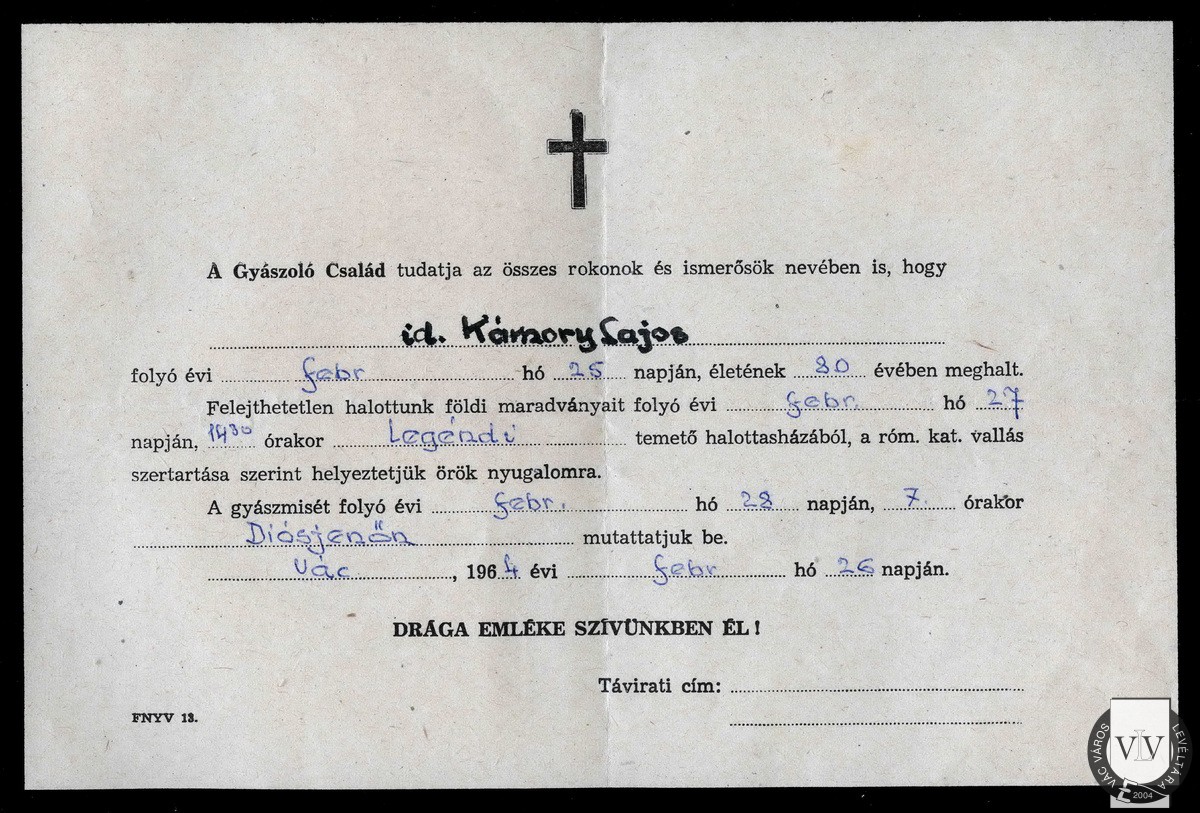 A Gyászoló Család tudatja az összes rokonok és ismerősök nevében is, hogy
id. Kámory Lajos
folyó évi febr hó 25 napján, életének 80 évében meghalt.
Felejthetetlen halottunk földi maradványait folyó évi febr. hó 27
napján, 14³⁰ órakor Legéndi temető halottasházából, a róm. kat. vallás
szertartása szerint helyeztetjük örök nyugalomra.
A gyászmisét folyó évi febr. hó 28 napján, 7. órakor
Diósjenőn mutattatjuk be.
Vác, 1964 évi febr hó 26 napján.
DRÁGA EMLÉKE SZÍVÜNKBEN ÉL!
Távirati cím:
FNYV 13.
VÁC VÁROS LEVÉLTÁRA
VLV
2004